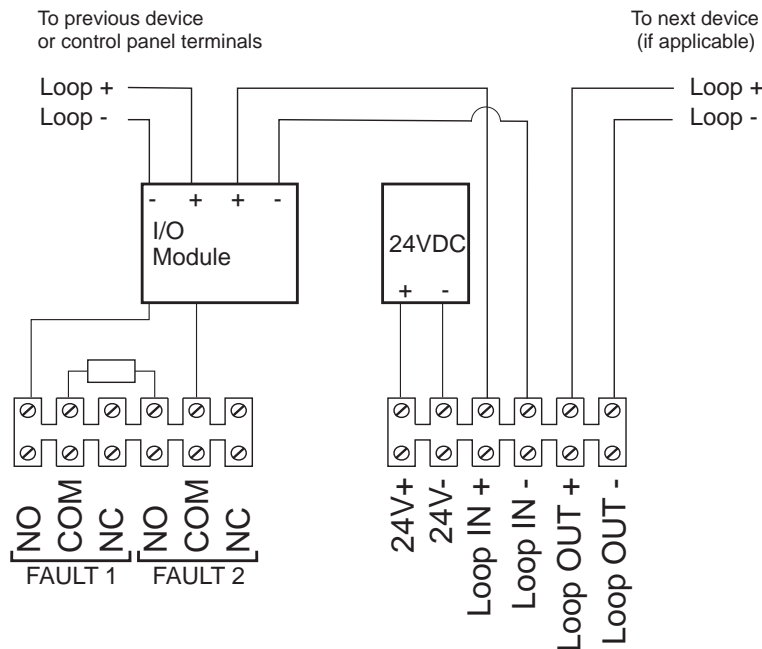 To previous device
or control panel terminals
To next device
(if applicable)
Loop +
Loop -
Loop +
Loop -
- + + -
I/O
Module
24VDC
+ -
NO
COM
NC
NO
COM
NC
FAULT 1
FAULT 2
24V+
24V-
Loop IN +
Loop IN -
Loop OUT +
Loop OUT -